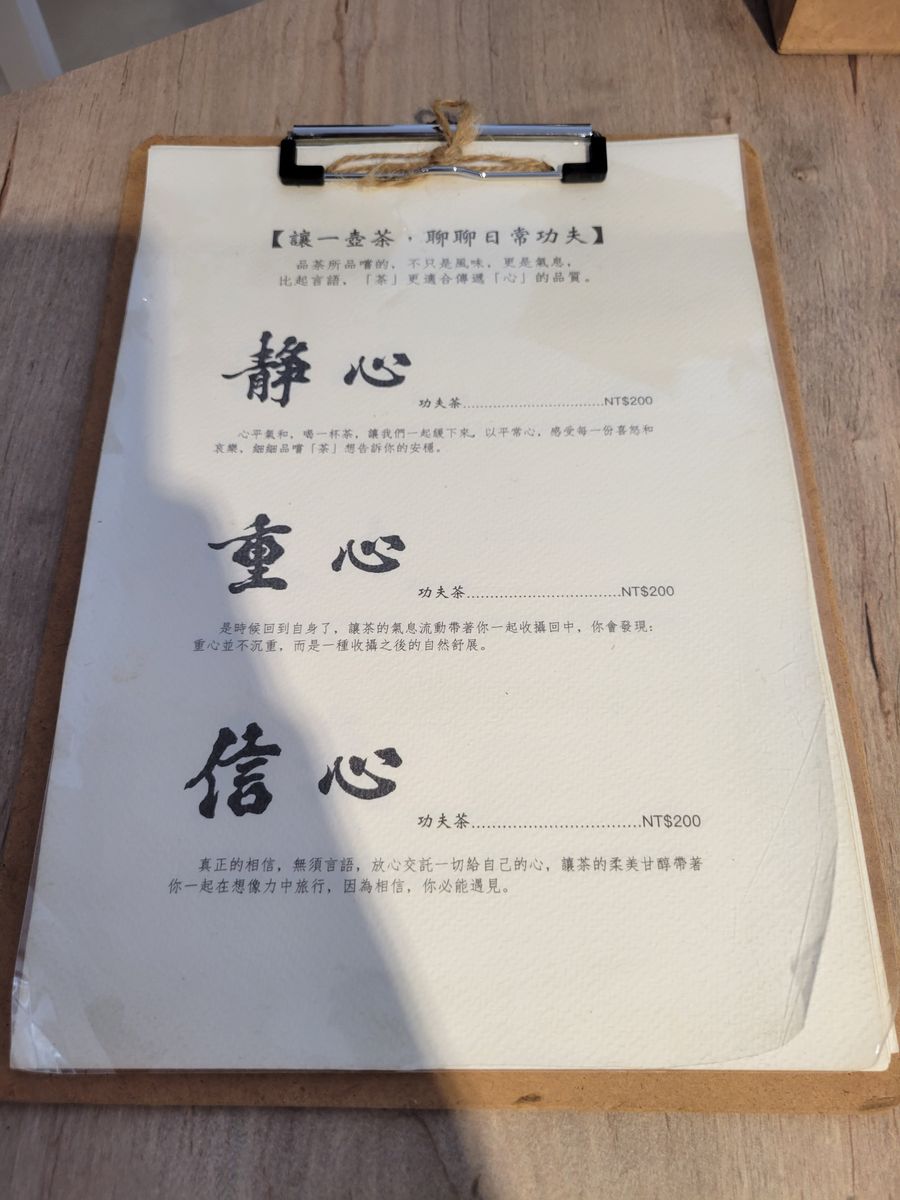 【讓一壺茶，聊聊日常功夫】
品茶所品嚐的，不只是風味，更是氣息，
比起言語，「茶」更適合傳遞「心」的品質。
靜心
功夫茶.................................NT$200
心平氣和，喝一杯茶，讓我們一起緩下來。以平常心，感受每一份喜怒和
哀樂，細細品嚐「茶」想告訴你的安穩。
重心
功夫茶..................................NT$200
是時候回到自身了，讓茶的氣息流動帶著你一起收攝回中，你會發現：
重心並不沉重，而是一種收攝之後的自然舒展。
信心
功夫茶.................................NT$200
真正的相信，無須言語，放心交託一切給自己的心，讓茶的柔美甘醇帶著
你一起在想像力中旅行，因為相信，你必能遇見。